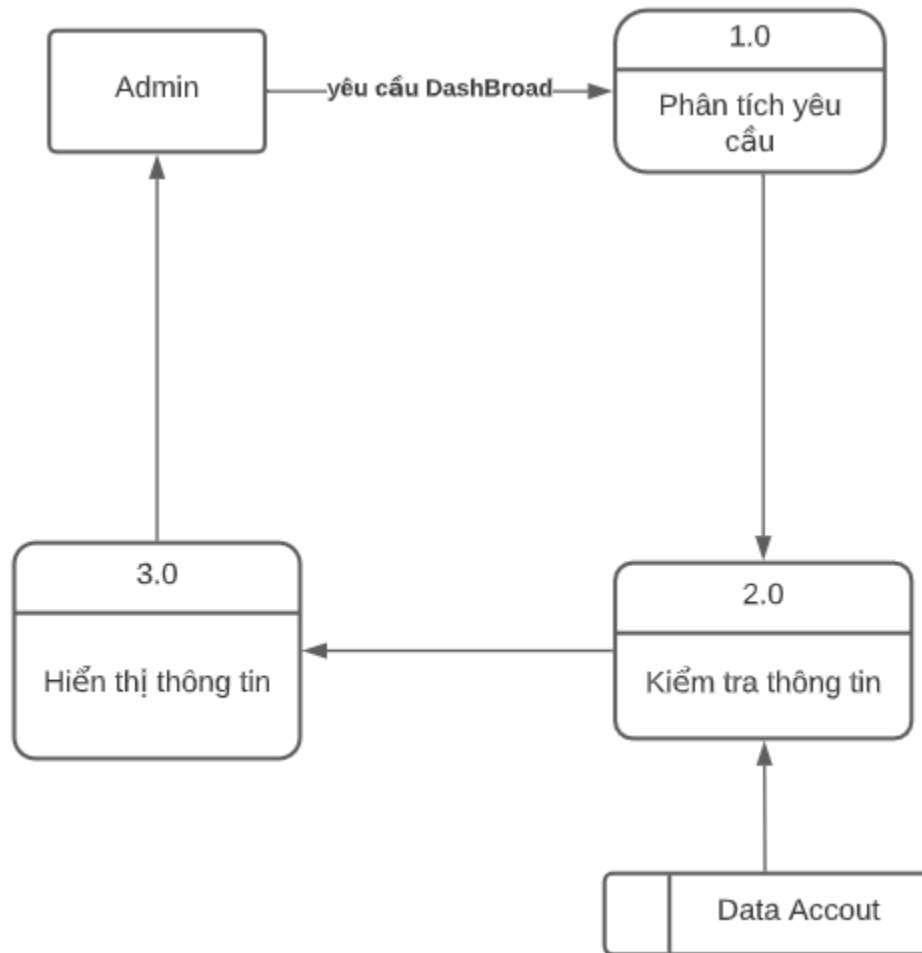 Admin
yêu cầu DashBroad
1.0
Phân tích yêu
cầu
3.0
Hiển thị thông tin
2.0
Kiểm tra thông tin
Data Accout